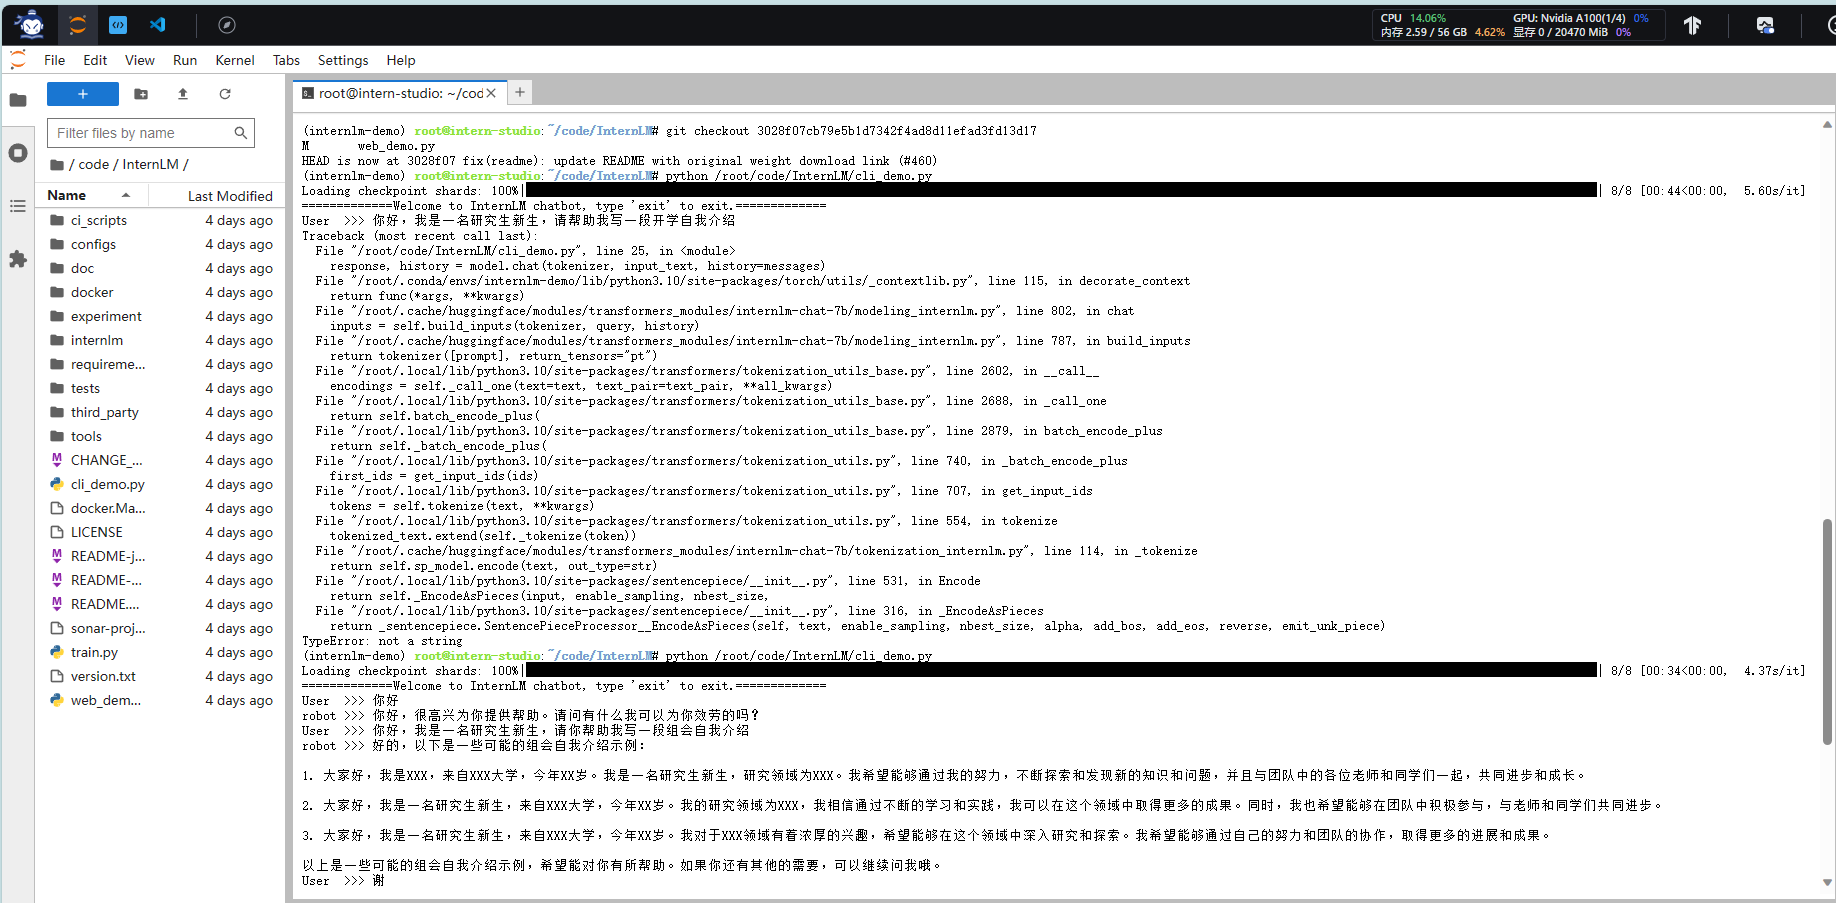 CPU 14.06% GPU: Nvidia A100(1/4) 0%
内存 2.59 / 56 GB 4.62% 显存 0 / 20470 MiB 0%
File Edit View Run Kernel Tabs Settings Help
+
root@intern-studio: ~/cod
Filter files by name
/ code / InternLM /
Name Last Modified
ci_scripts 4 days ago
configs 4 days ago
doc 4 days ago
docker 4 days ago
experiment 4 days ago
internlm 4 days ago
requireme... 4 days ago
tests 4 days ago
third_party 4 days ago
tools 4 days ago
CHANGE_... 4 days ago
cli_demo.py 4 days ago
docker.Ma... 4 days ago
LICENSE 4 days ago
README-j... 4 days ago
README-... 4 days ago
README.... 4 days ago
sonar-proj... 4 days ago
train.py 4 days ago
version.txt 4 days ago
web_dem... 4 days ago
(internlm-demo) root@intern-studio:~/code/InternLM# git checkout 3028f07cb79e5b1d7342f4ad8d11efad3fd13d17
M web_demo.py
HEAD is now at 3028f07 fix(readme): update README with original weight download link (#460)
(internlm-demo) root@intern-studio:~/code/InternLM# python /root/code/InternLM/cli_demo.py
Loading checkpoint shards: 100%| | 8/8 [00:44<00:00, 5.60s/it]
=============Welcome to InternLM chatbot, type 'exit' to exit.=============
User >>> 你好，我是一名研究生新生，请帮助我写一段开学自我介绍
Traceback (most recent call last):
File "/root/code/InternLM/cli_demo.py", line 25, in <module>
response, history = model.chat(tokenizer, input_text, history=messages)
File "/root/.conda/envs/internlm-demo/lib/python3.10/site-packages/torch/utils/_contextlib.py", line 115, in decorate_context
return func(*args, **kwargs)
File "/root/.cache/huggingface/modules/transformers_modules/internlm-chat-7b/modeling_internlm.py", line 802, in chat
inputs = self.build_inputs(tokenizer, query, history)
File "/root/.cache/huggingface/modules/transformers_modules/internlm-chat-7b/modeling_internlm.py", line 787, in build_inputs
return tokenizer([prompt], return_tensors="pt")
File "/root/.local/lib/python3.10/site-packages/transformers/tokenization_utils_base.py", line 2602, in __call__
encodings = self._call_one(text=text, text_pair=text_pair, **all_kwargs)
File "/root/.local/lib/python3.10/site-packages/transformers/tokenization_utils_base.py", line 2688, in _call_one
return self.batch_encode_plus(
File "/root/.local/lib/python3.10/site-packages/transformers/tokenization_utils_base.py", line 2879, in batch_encode_plus
return self._batch_encode_plus(
File "/root/.local/lib/python3.10/site-packages/transformers/tokenization_utils.py", line 740, in _batch_encode_plus
first_ids = get_input_ids(ids)
File "/root/.local/lib/python3.10/site-packages/transformers/tokenization_utils.py", line 707, in get_input_ids
tokens = self.tokenize(text, **kwargs)
File "/root/.local/lib/python3.10/site-packages/transformers/tokenization_utils.py", line 554, in tokenize
tokenized_text.extend(self._tokenize(token))
File "/root/.cache/huggingface/modules/transformers_modules/internlm-chat-7b/tokenization_internlm.py", line 114, in _tokenize
return self.sp_model.encode(text, out_type=str)
File "/root/.local/lib/python3.10/site-packages/sentencepiece/__init__.py", line 531, in Encode
return self._EncodeAsPieces(input, enable_sampling, nbest_size,
File "/root/.local/lib/python3.10/site-packages/sentencepiece/__init__.py", line 316, in _EncodeAsPieces
return _sentencepiece.SentencePieceProcessor__EncodeAsPieces(self, text, enable_sampling, nbest_size, alpha, add_bos, add_eos, reverse, emit_unk_piece)
TypeError: not a string
(internlm-demo) root@intern-studio:~/code/InternLM# python /root/code/InternLM/cli_demo.py
Loading checkpoint shards: 100%| | 8/8 [00:34<00:00, 4.37s/it]
=============Welcome to InternLM chatbot, type 'exit' to exit.=============
User >>> 你好
robot >>> 你好，很高兴为你提供帮助。请问有什么我可以为你效劳的吗？
User >>> 你好，我是一名研究生新生，请你帮助我写一段组会自我介绍
robot >>> 好的，以下是一些可能的组会自我介绍示例：
1. 大家好，我是XXX，来自XXX大学，今年XX岁。我是一名研究生新生，研究领域为XXX。我希望能够通过我的努力，不断探索和发现新的知识和问题，并且与团队中的各位老师和同学们一起，共同进步和成长。
2. 大家好，我是一名研究生新生，来自XXX大学，今年XX岁。我的研究领域为XXX，我相信通过不断的学习和实践，我可以在这个领域中取得更多的成果。同时，我也希望能够在团队中积极参与，与老师和同学们共同进步。
3. 大家好，我是一名研究生新生，来自XXX大学，今年XX岁。我对于XXX领域有着浓厚的兴趣，希望能够在这个领域中深入研究和探索。我希望能够通过自己的努力和团队的协作，取得更多的进展和成果。
以上是一些可能的组会自我介绍示例，希望能对你有所帮助。如果你还有其他的需要，可以继续问我哦。
User >>> 谢